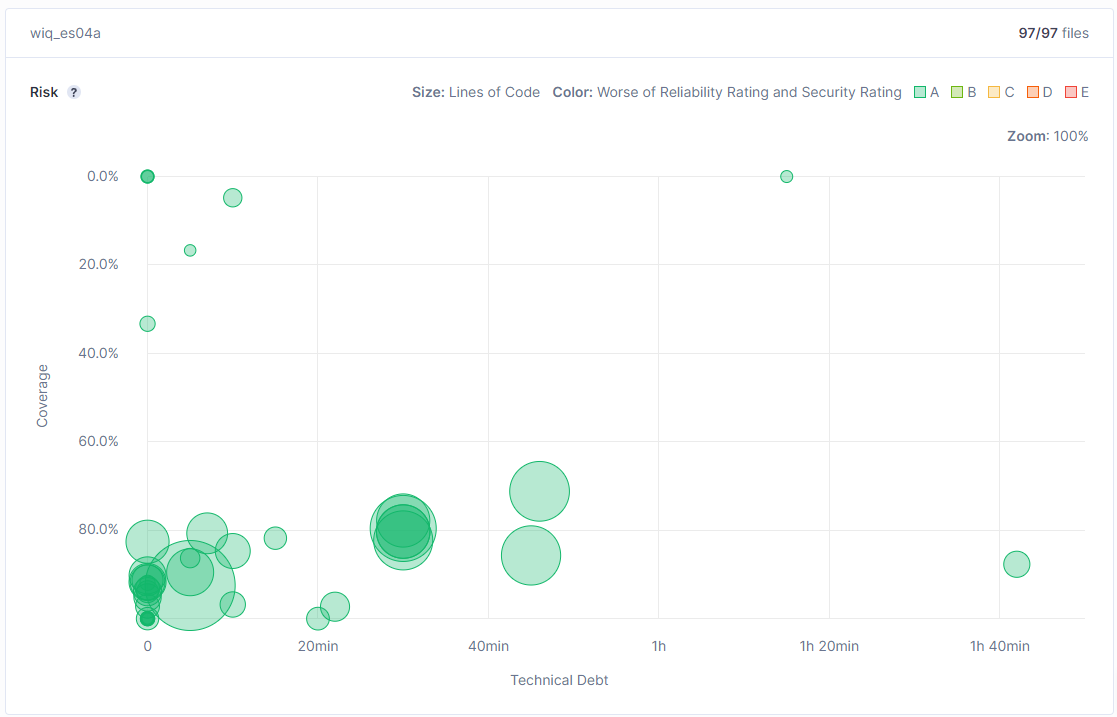 wiq_es04a 97/97 files
Risk ? Size: Lines of Code Color: Worse of Reliability Rating and Security Rating A B C D E
Zoom: 100%
0.0%
20.0%
40.0%
60.0%
80.0%
Coverage
0 20min 40min 1h 1h 20min 1h 40min
Technical Debt